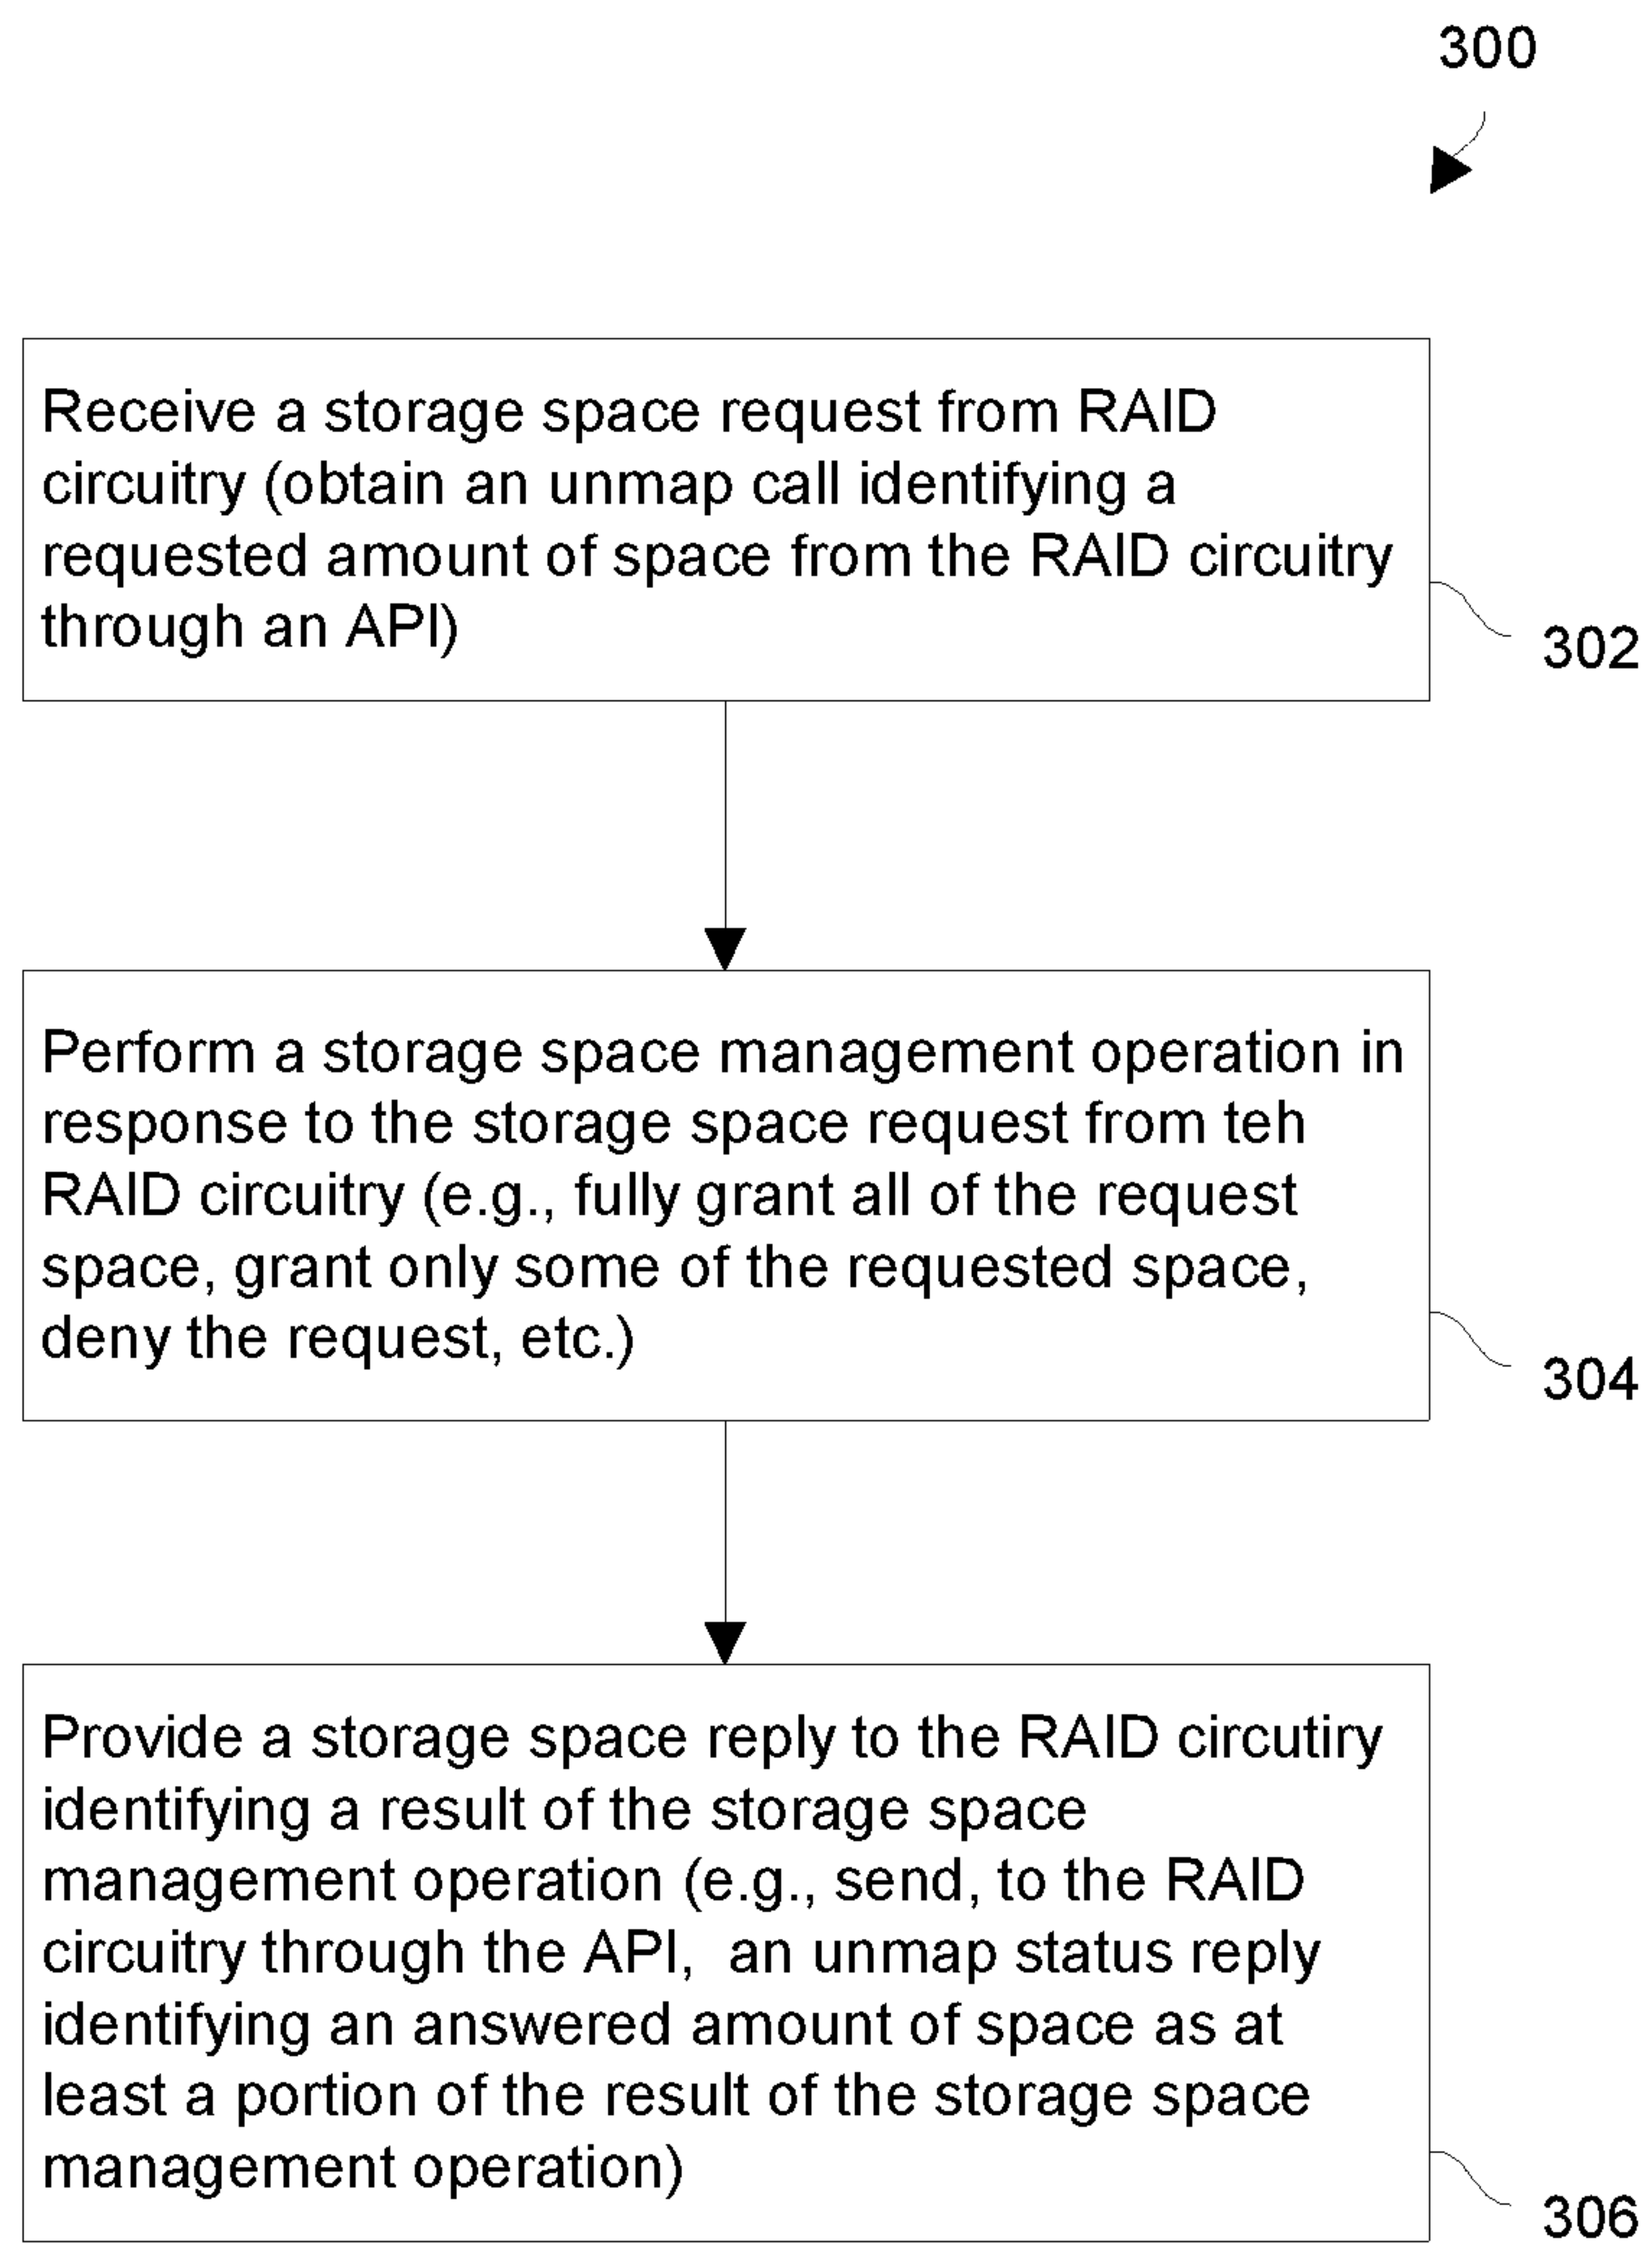 300
Receive a storage space request from RAID
circuitry (obtain an unmap call identifying a
requested amount of space from the RAID circuitry
through an API)
302
Perform a storage space management operation in
response to the storage space request from teh
RAID circuitry (e.g., fully grant all of the request
space, grant only some of the requested space,
deny the request, etc.)
304
Provide a storage space reply to the RAID circutiry
identifying a result of the storage space
management operation (e.g., send, to the RAID
circuitry through the API,  an unmap status reply
identifying an answered amount of space as at
least a portion of the result of the storage space
management operation)
306